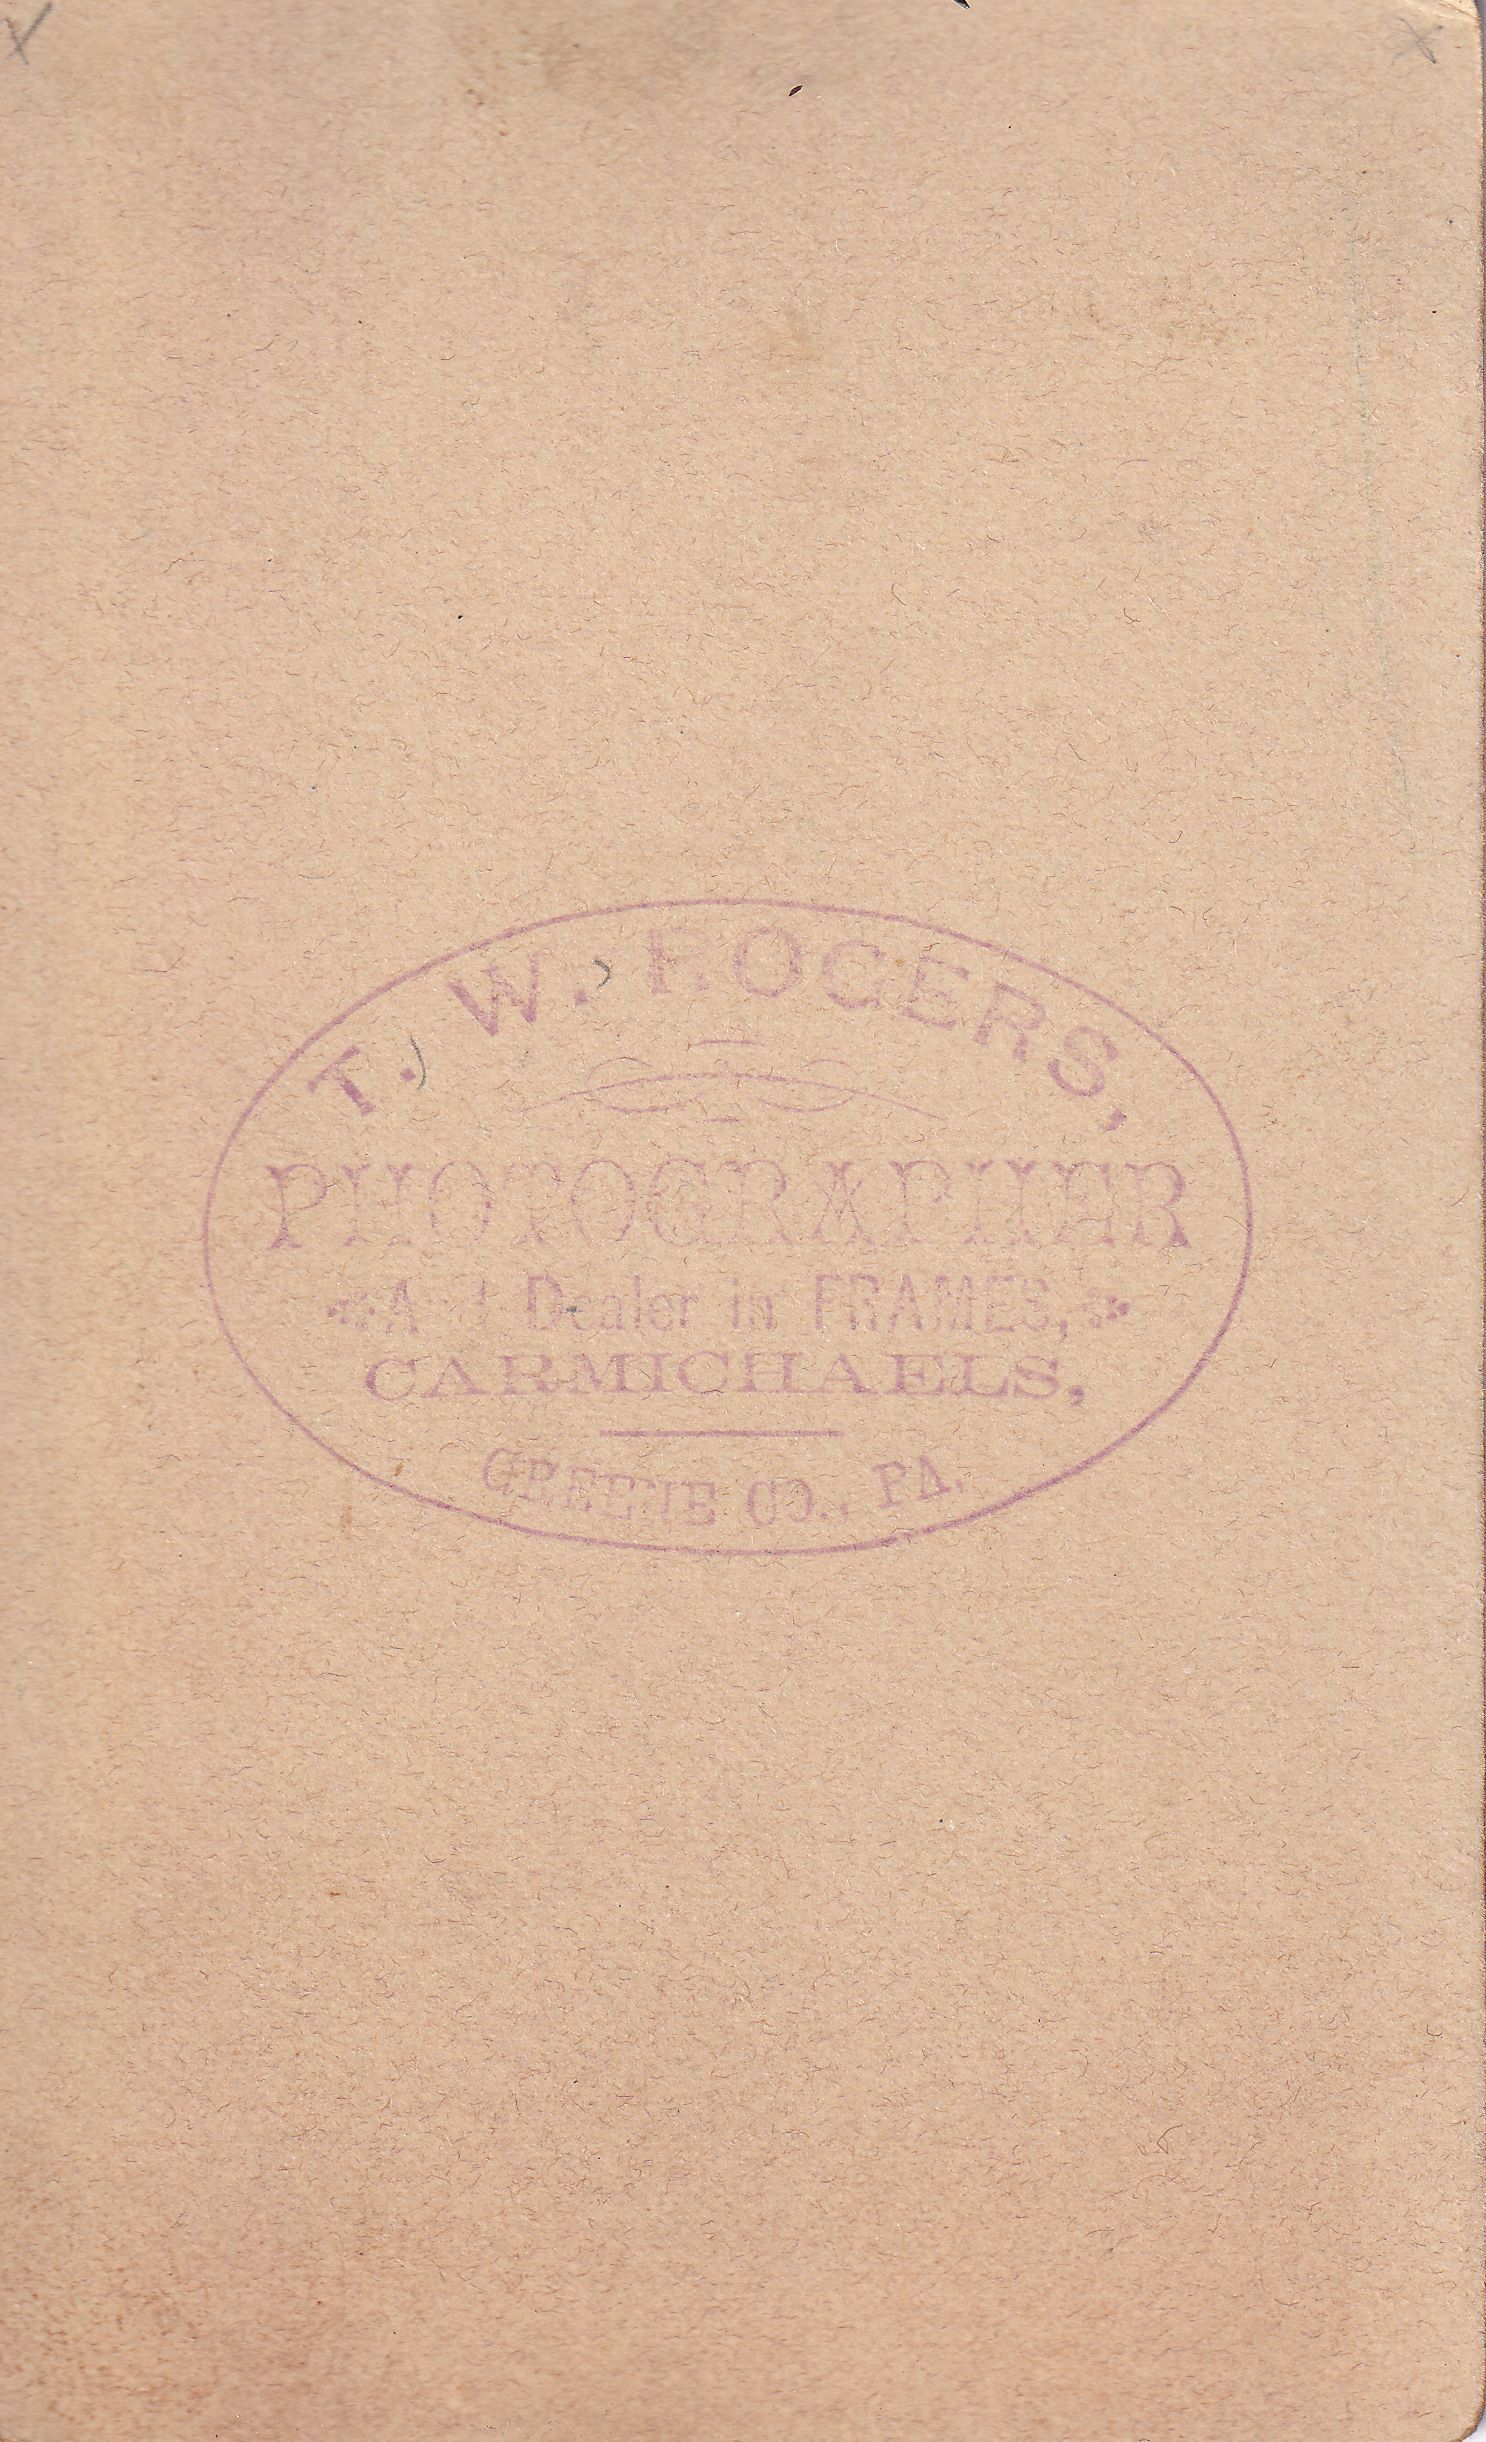 T. W. ROGERS,
PHOTOGRAPHER
And Dealer in FRAMES,
CARMICHAELS,
GREENE CO., PA.